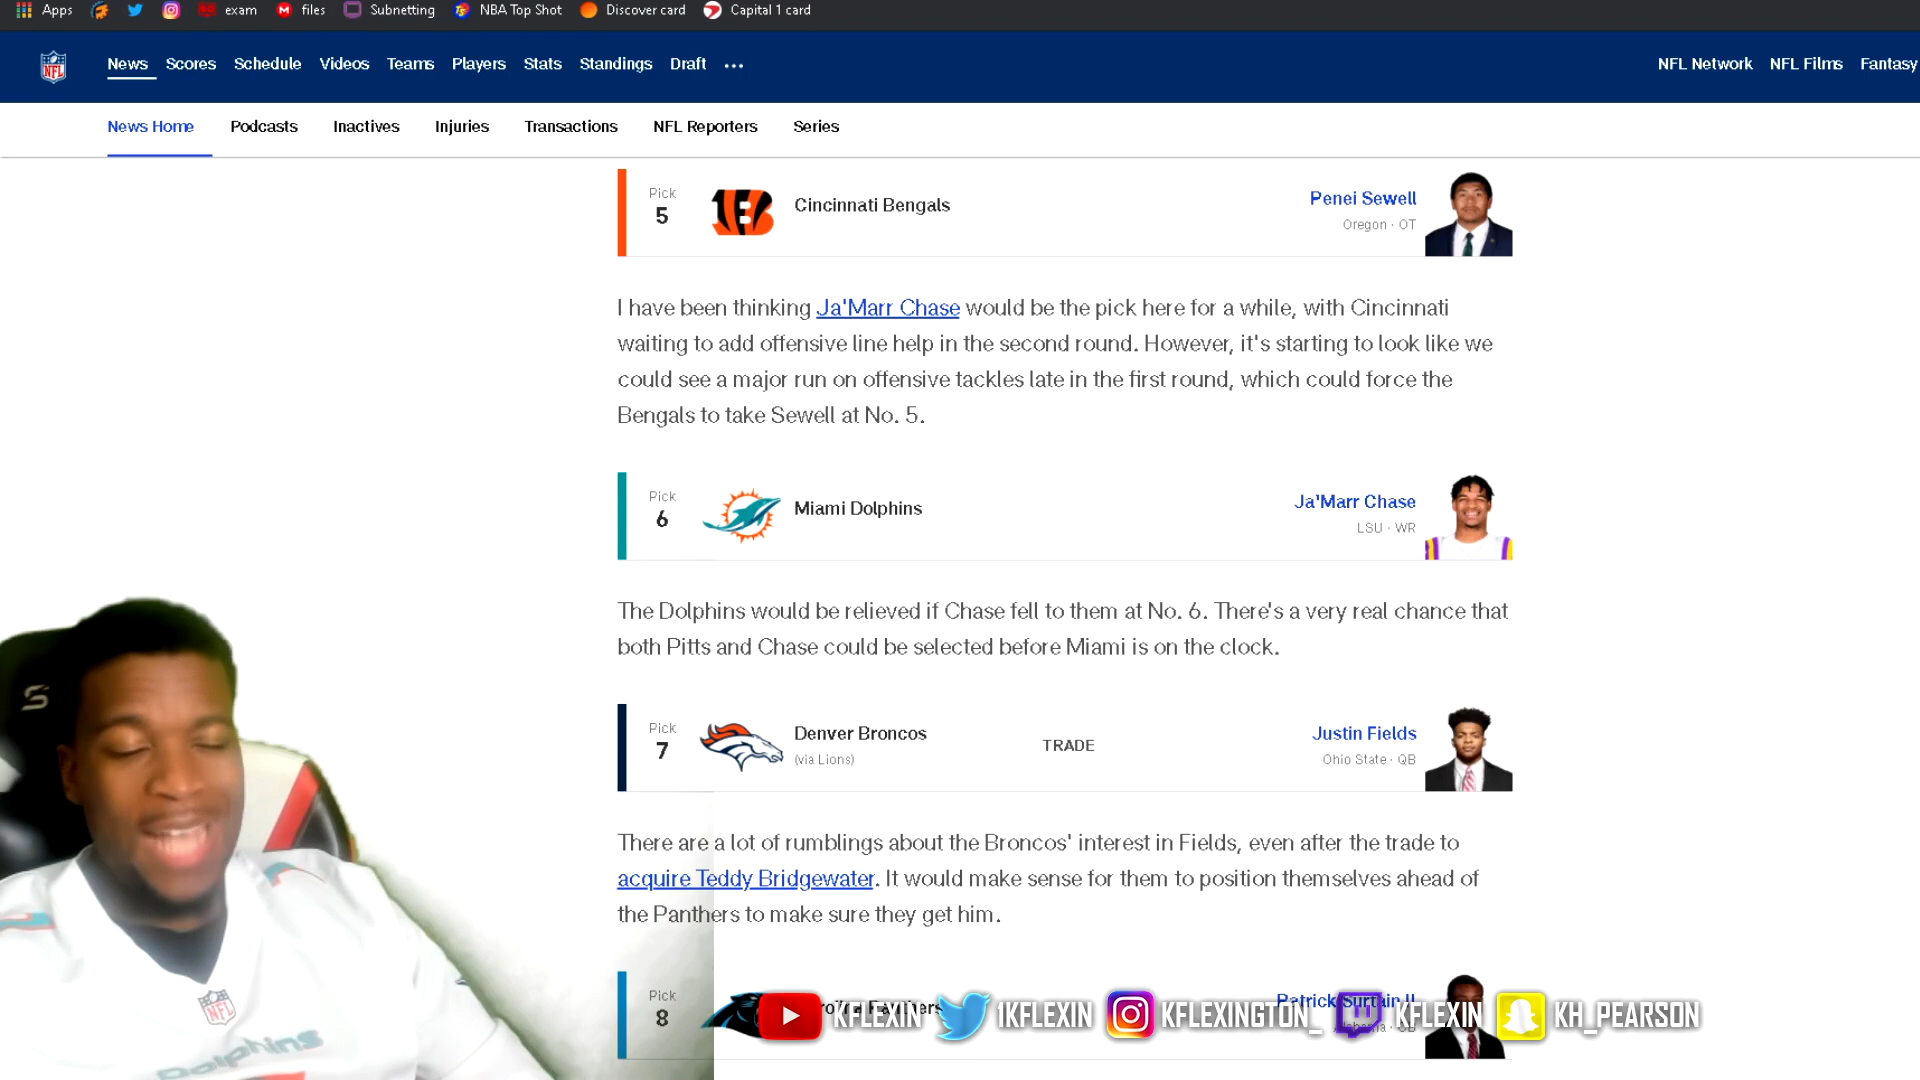 Apps exam files Subnetting NBA Top Shot Discover card Capital 1 card
NFL News Scores Schedule Videos Teams Players Stats Standings Draft ... NFL Network NFL Films Fantasy
News Home Podcasts Inactives Injuries Transactions NFL Reporters Series
Pick
5
Cincinnati Bengals
Penei Sewell
Oregon · OT
I have been thinking Ja'Marr Chase would be the pick here for a while, with Cincinnati
waiting to add offensive line help in the second round. However, it's starting to look like we
could see a major run on offensive tackles late in the first round, which could force the
Bengals to take Sewell at No. 5.
Pick
6
Miami Dolphins
Ja'Marr Chase
LSU · WR
The Dolphins would be relieved if Chase fell to them at No. 6. There's a very real chance that
both Pitts and Chase could be selected before Miami is on the clock.
Pick
7
Denver Broncos
(via Lions)
TRADE
Justin Fields
Ohio State · QB
There are a lot of rumblings about the Broncos' interest in Fields, even after the trade to
acquire Teddy Bridgewater. It would make sense for them to position themselves ahead of
the Panthers to make sure they get him.
Pick
8
Panthers
Patrick Surtain II
KFLEXIN 1KFLEXIN KFLEXINGTON_ KFLEXIN KH_PEARSON
NFL
Dolphins